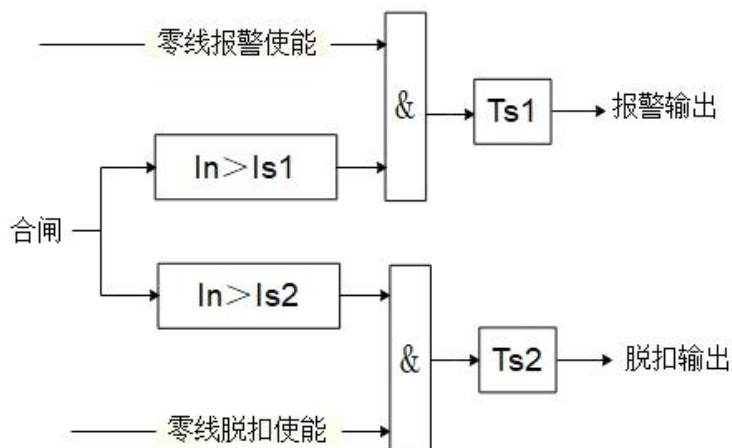 零线报警使能
&
Ts1
报警输出
In＞Is1
合闸
In＞Is2
&
Ts2
脱扣输出
零线脱扣使能